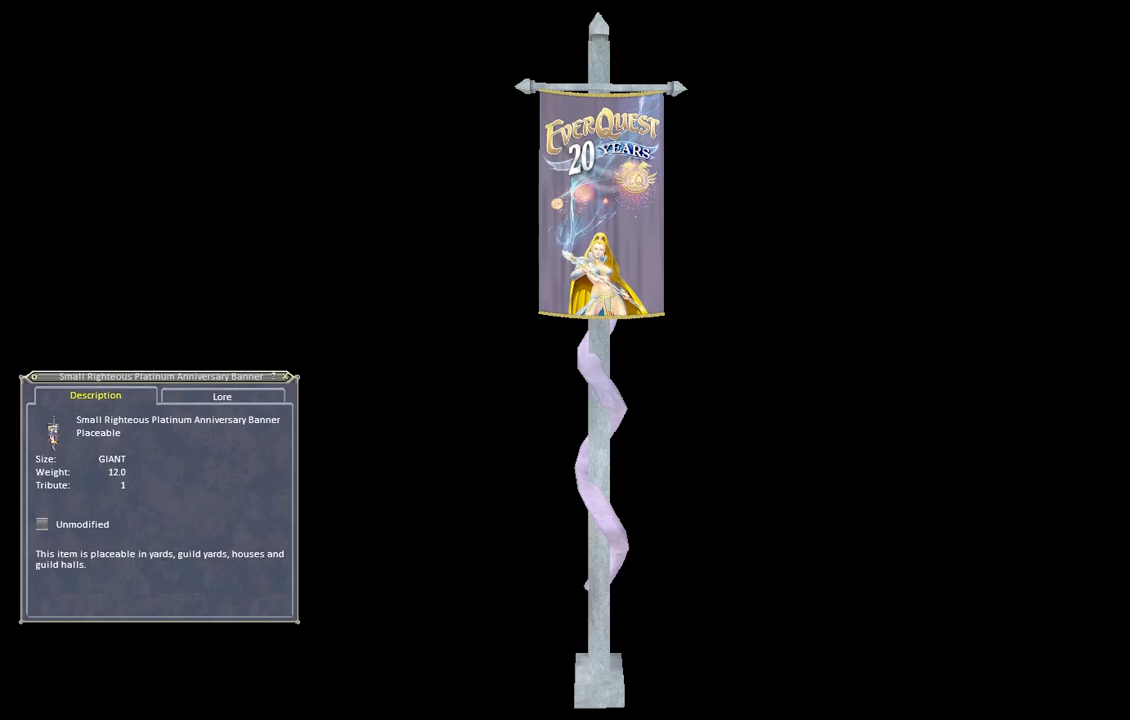 EVERQUEST
20 YEARS
Small Righteous Platinum Anniversary Banner ?
Description
Lore
Small Righteous Platinum Anniversary Banner
Placeable
Size: GIANT
Weight: 12.0
Tribute: 1
Unmodified
This item is placeable in yards, guild yards, houses and
guild halls.